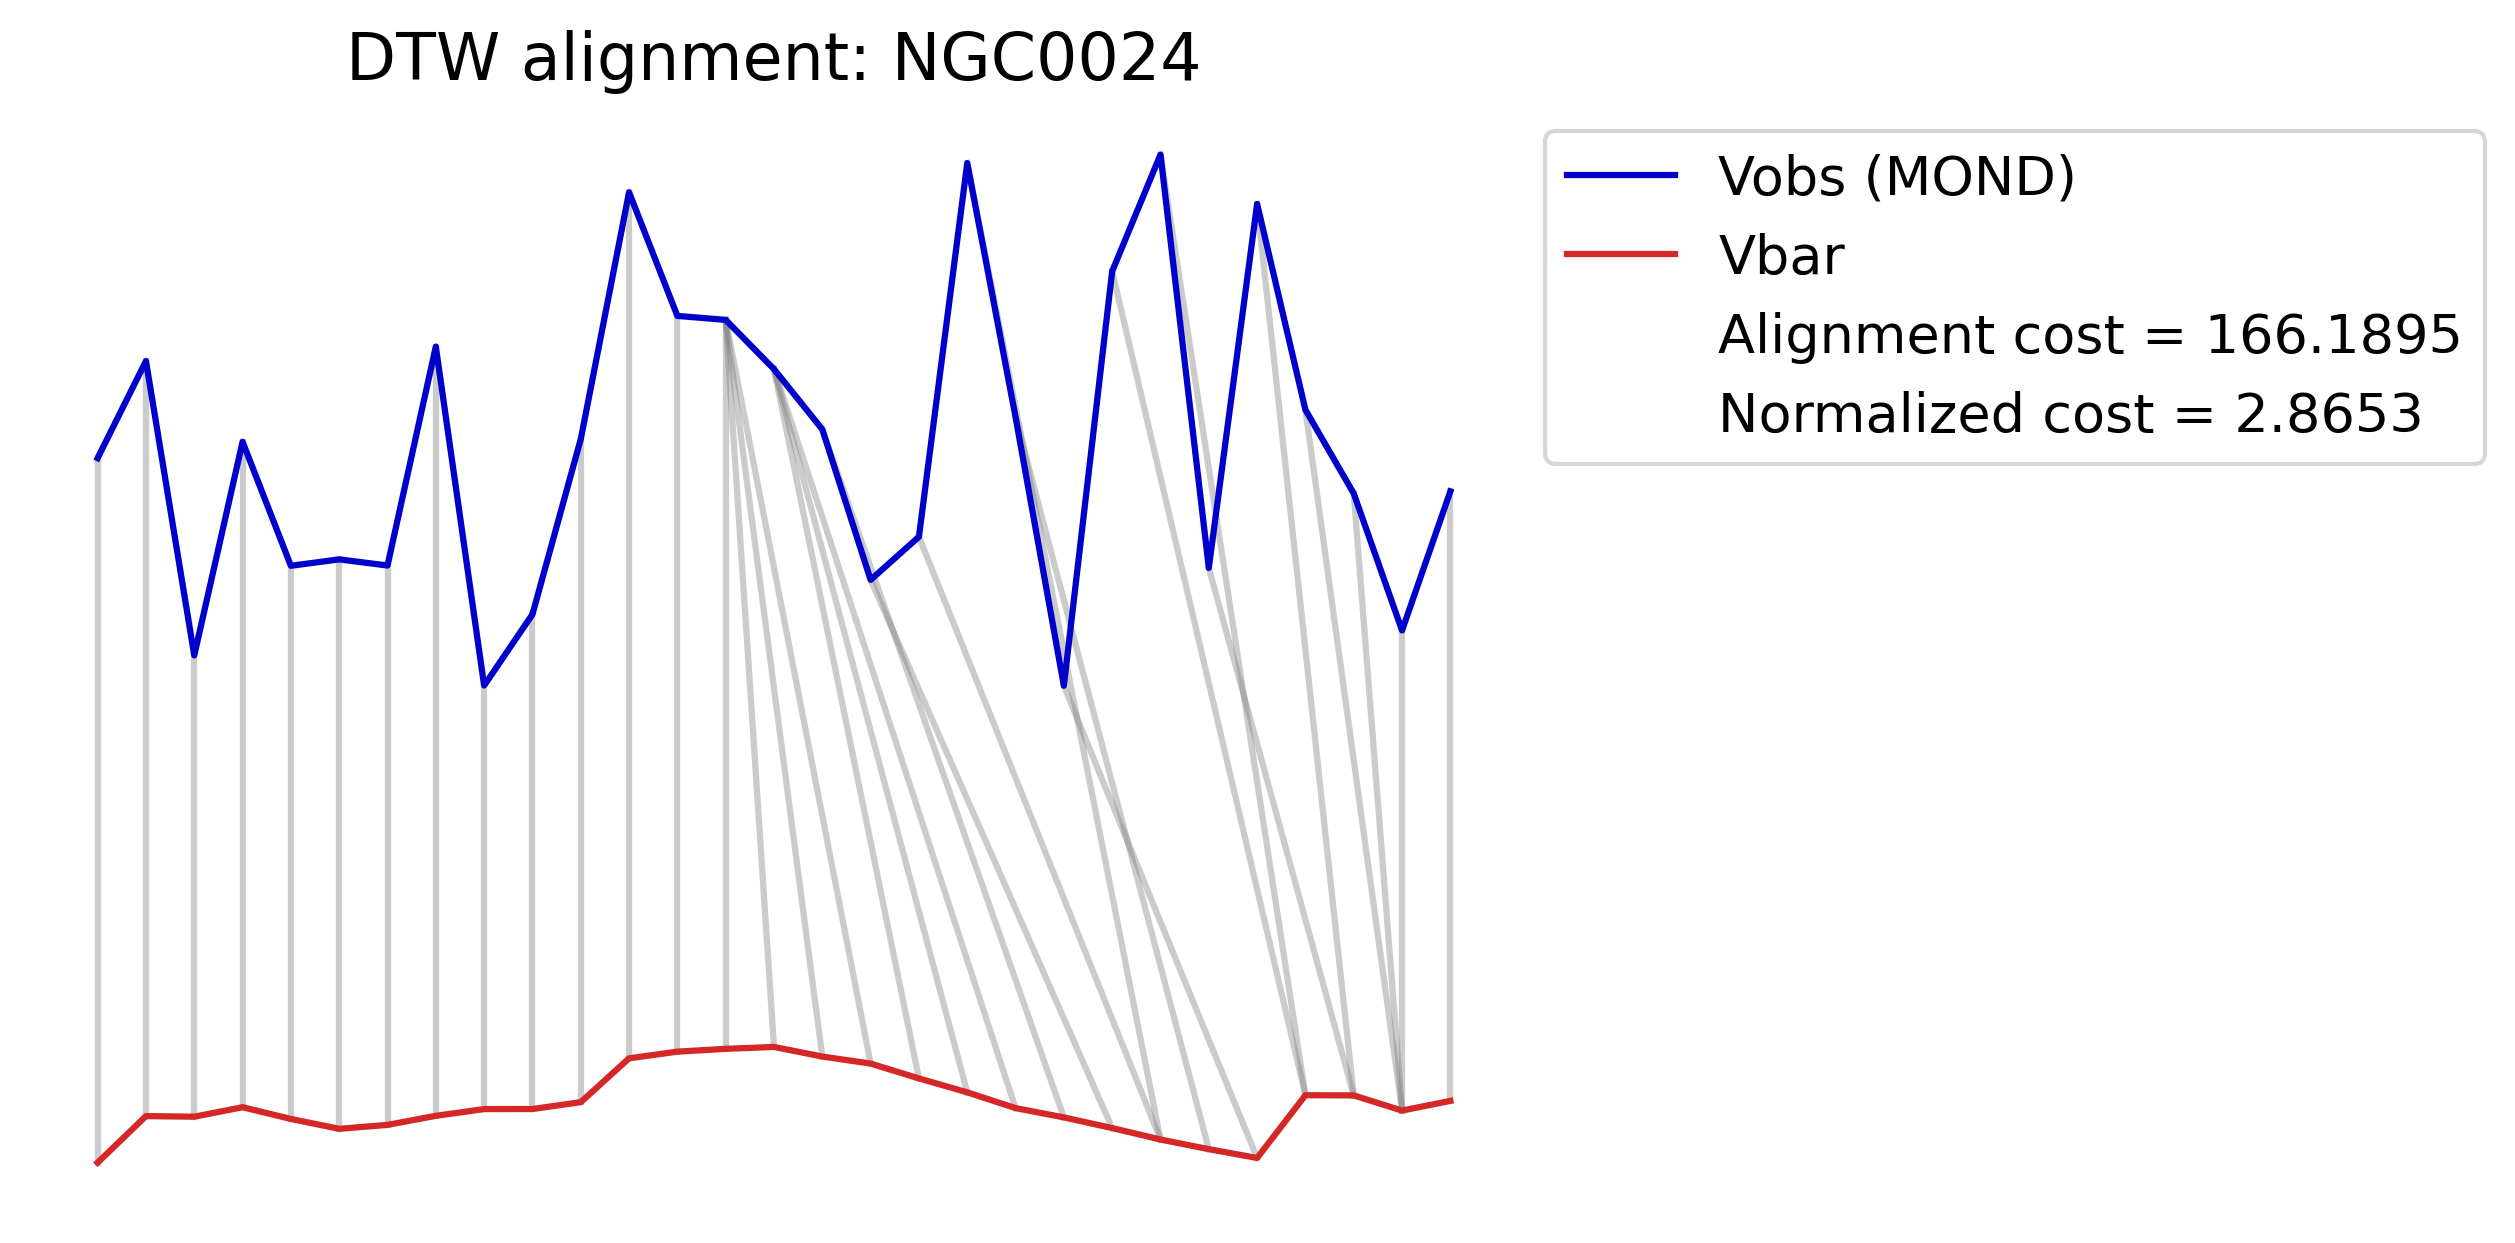 DTW alignment: NGC0024
Vobs (MOND)
Vbar
Alignment cost = 166.1895
Normalized cost = 2.8653